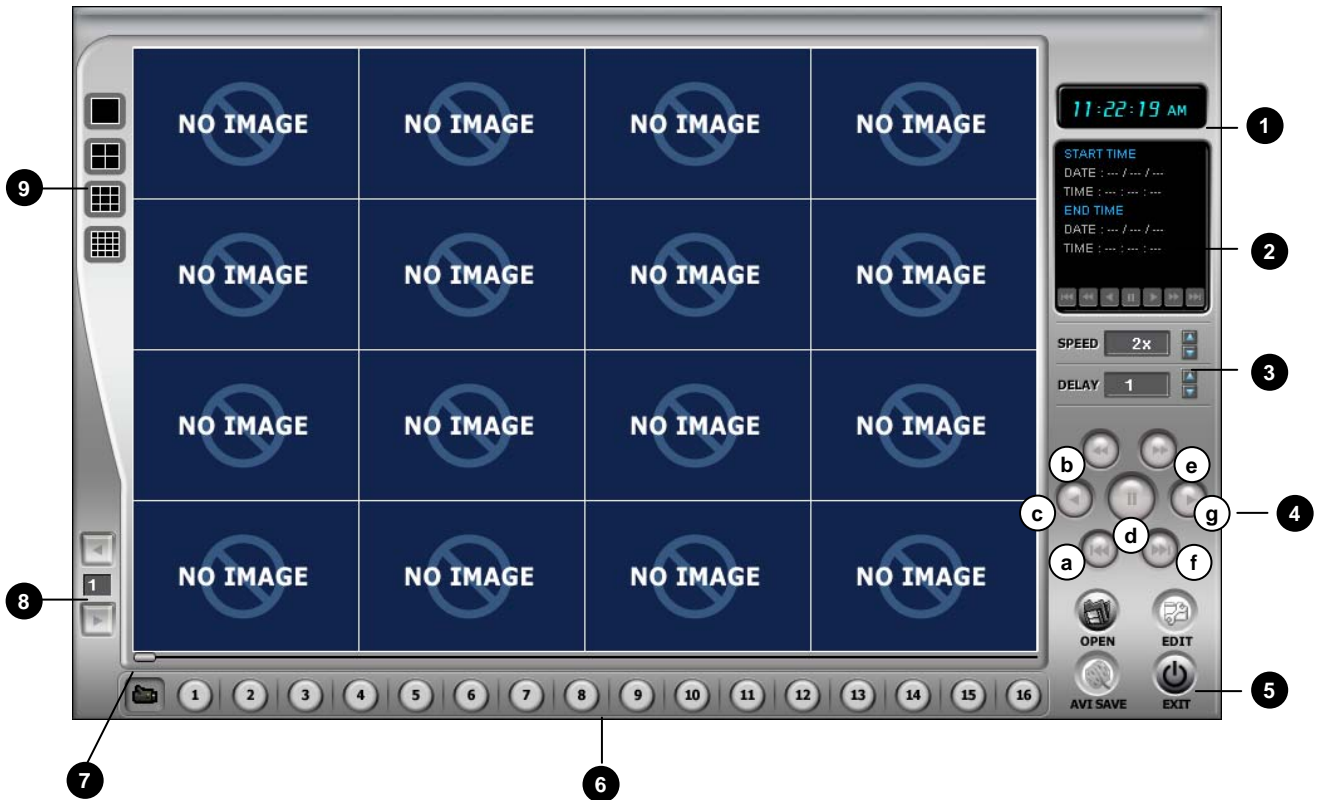 11:22:19 AM
1
START TIME
DATE : --- / --- / ---
TIME : --- : --- : ---
END TIME
DATE : --- / --- / ---
TIME : --- : --- : ---
2
9
NO IMAGE NO IMAGE NO IMAGE NO IMAGE
NO IMAGE NO IMAGE NO IMAGE NO IMAGE
NO IMAGE NO IMAGE NO IMAGE NO IMAGE
NO IMAGE NO IMAGE NO IMAGE NO IMAGE
SPEED 2x
DELAY 1
3
b e
c g 4
d
a f
1
8
OPEN EDIT
AVI SAVE EXIT
5
1 2 3 4 5 6 7 8 9 10 11 12 13 14 15 16
7
6